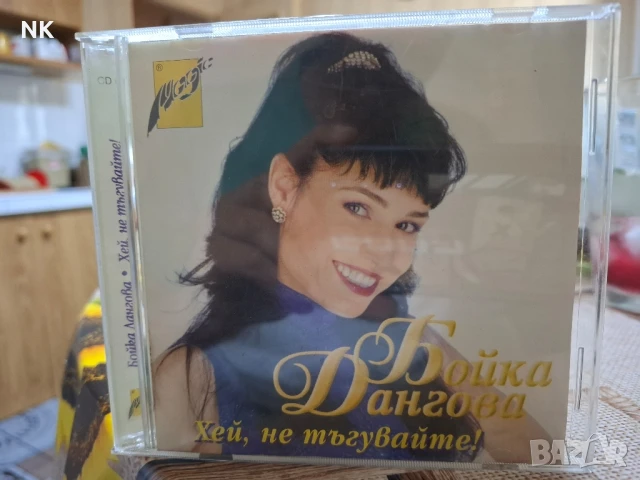 NK
CD
Бойка Дангова • Хей, не тъгувайте!
Бойка
Дангова
Хей, не тъгувайте!
BAZAR